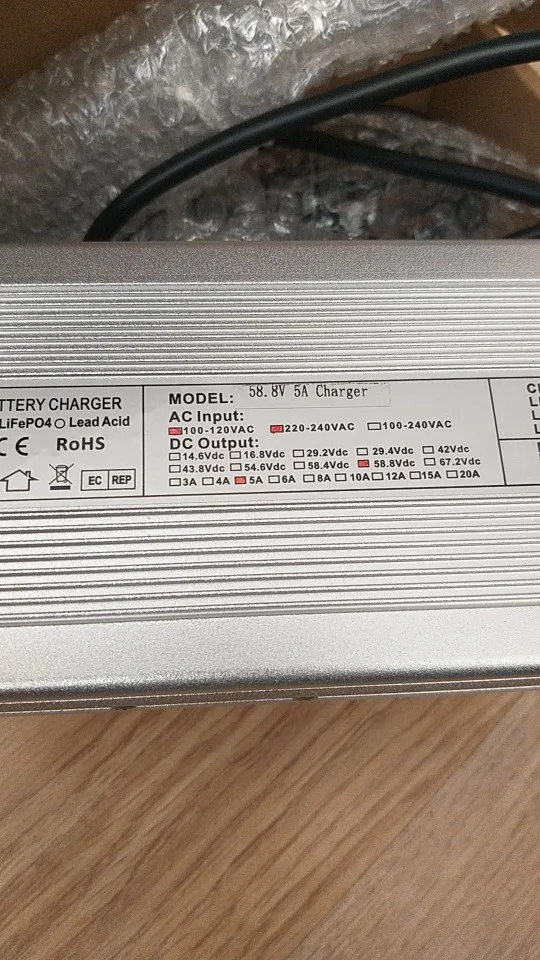 TTERY CHARGER
LiFePO4 Lead Acid
CE RoHS
EC REP
MODEL: 58.8V 5A Charger
AC Input:
100-120VAC 220-240VAC 100-240VAC
DC Output:
14.6Vdc 16.8Vdc 29.2Vdc 29.4Vdc 42Vdc
43.8Vdc 54.6Vdc 58.4Vdc 58.8Vdc 67.2Vdc
3A 4A 5A 6A 8A 10A 12A 15A 20A